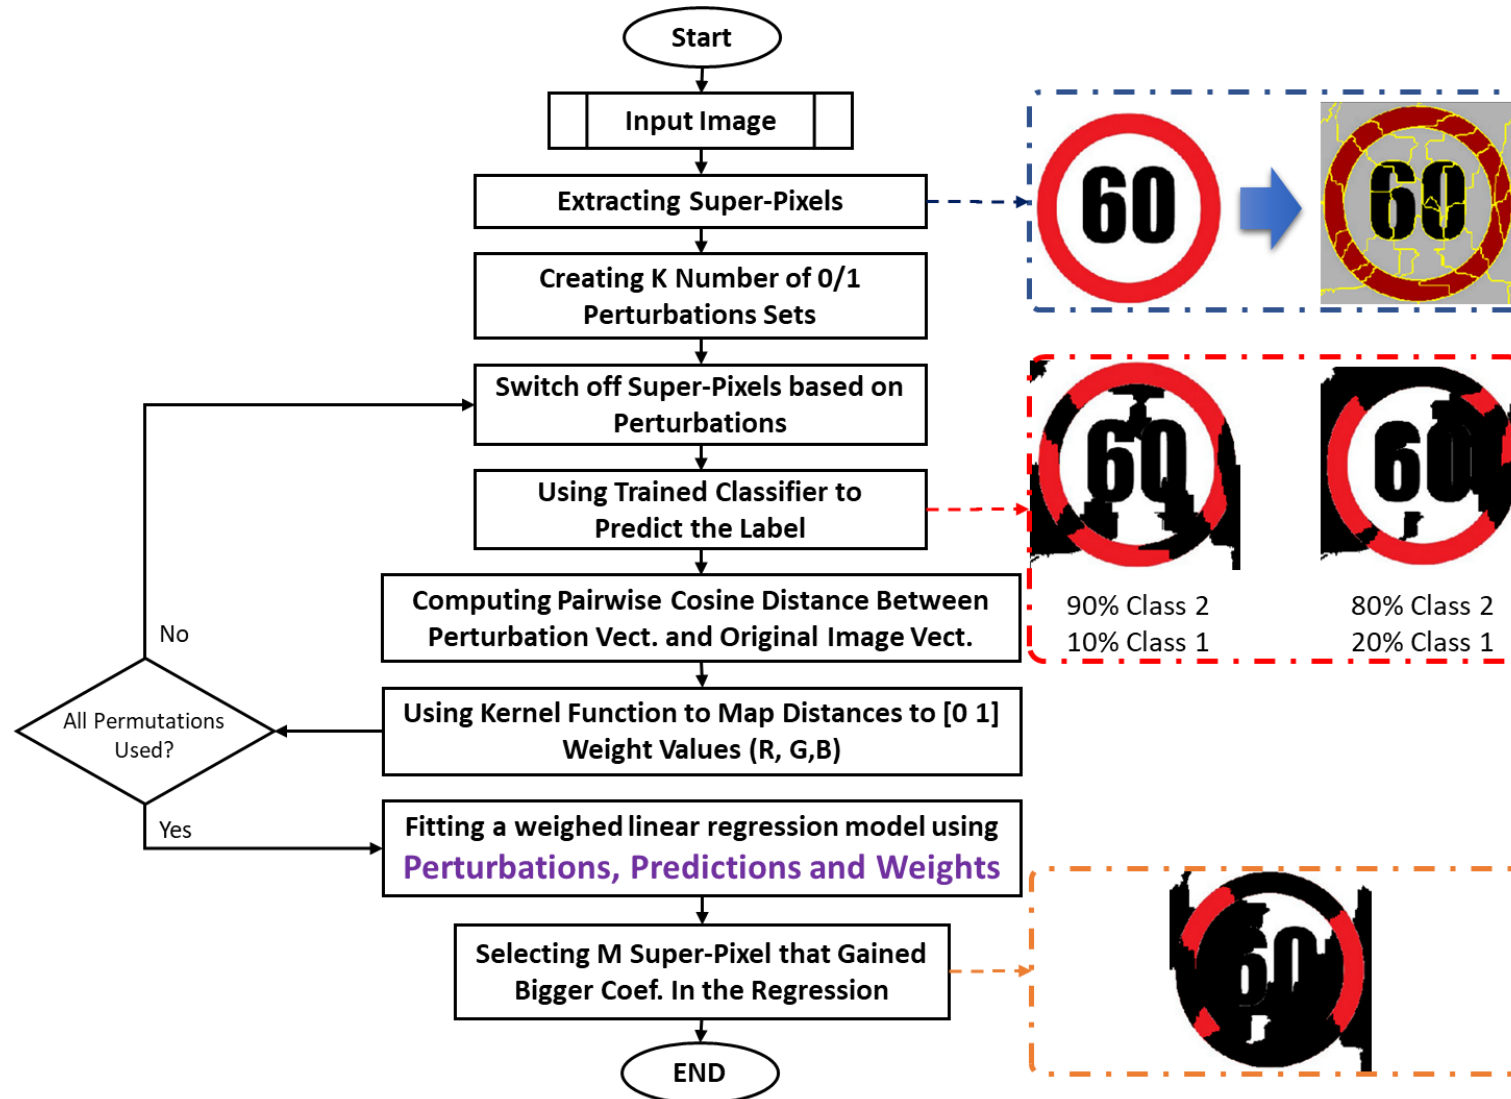 Start
Input Image
Extracting Super-Pixels
60
60
Creating K Number of 0/1
Perturbations Sets
Switch off Super-Pixels based on
Perturbations
60
60
Using Trained Classifier to
Predict the Label
90% Class 2
10% Class 1
80% Class 2
20% Class 1
Computing Pairwise Cosine Distance Between
Perturbation Vect. and Original Image Vect.
No
Using Kernel Function to Map Distances to [0 1]
Weight Values (R, G,B)
All Permutations
Used?
Yes
Fitting a weighed linear regression model using
Perturbations, Predictions and Weights
Selecting M Super-Pixel that Gained
Bigger Coef. In the Regression
60
END